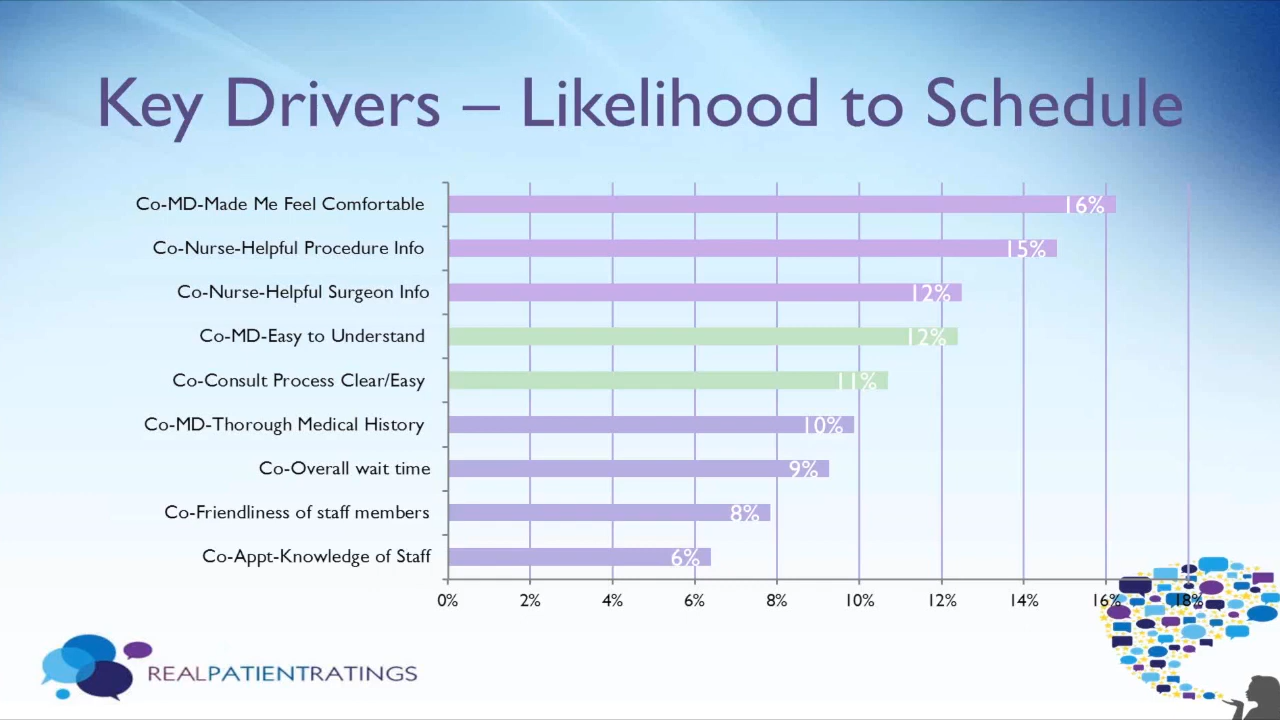 Key Drivers – Likelihood to Schedule
Co-MD-Made Me Feel Comfortable 16%
Co-Nurse-Helpful Procedure Info 15%
Co-Nurse-Helpful Surgeon Info 12%
Co-MD-Easy to Understand 12%
Co-Consult Process Clear/Easy 11%
Co-MD-Thorough Medical History 10%
Co-Overall wait time 9%
Co-Friendliness of staff members 8%
Co-Appt-Knowledge of Staff 6%
0% 2% 4% 6% 8% 10% 12% 14% 16% 18%
REALPATIENTRATINGS